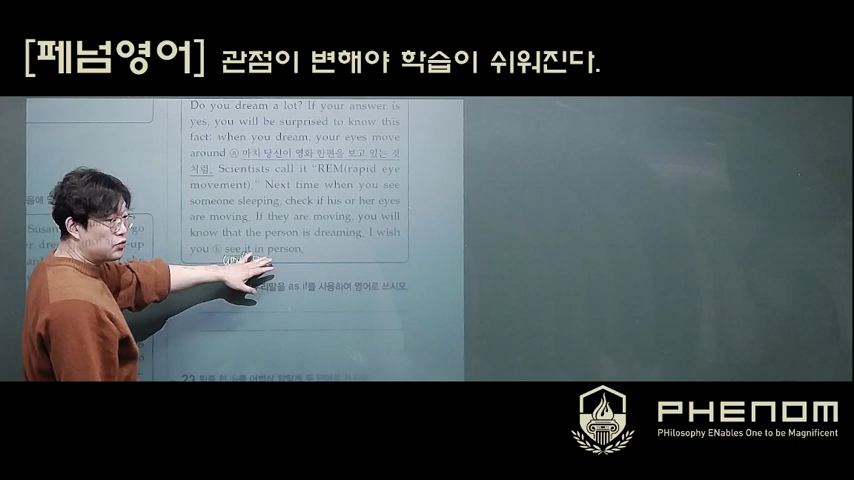 [페넘영어] 관점이 변해야 학습이 쉬워진다.
Do you dream a lot? If your answer is
yes, you will be surprised to know this
fact: when you dream, your eyes move
around ⓐ 마치 당신이 영화 한편을 보고 있는 것
처럼. Scientists call it "REM(rapid eye
movement)." Next time when you see
someone sleeping, check if his or her eyes
are moving. If they are moving, you will
know that the person is dreaming. I wish
you ⓑ see it in person.
as if를 사용하여 영어로 쓰시오.
Susan
go
up
PHENOM
PHilosophy ENables One to be Magnificent